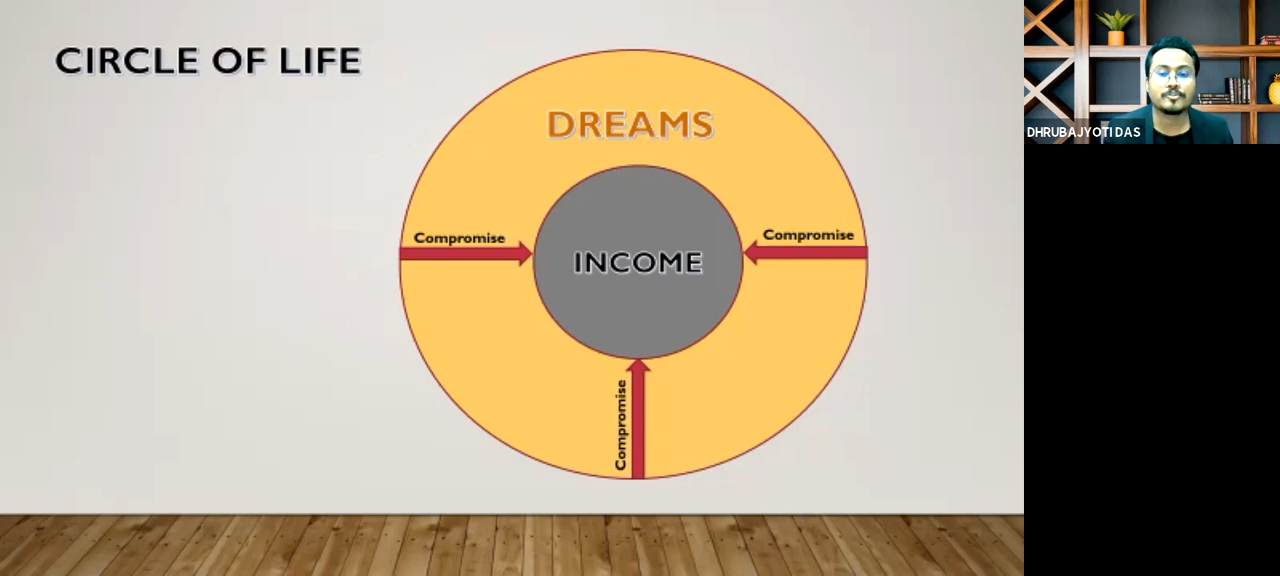 CIRCLE OF LIFE
DREAMS
Compromise
Compromise
INCOME
Compromise
DHRUBAJYOTI DAS